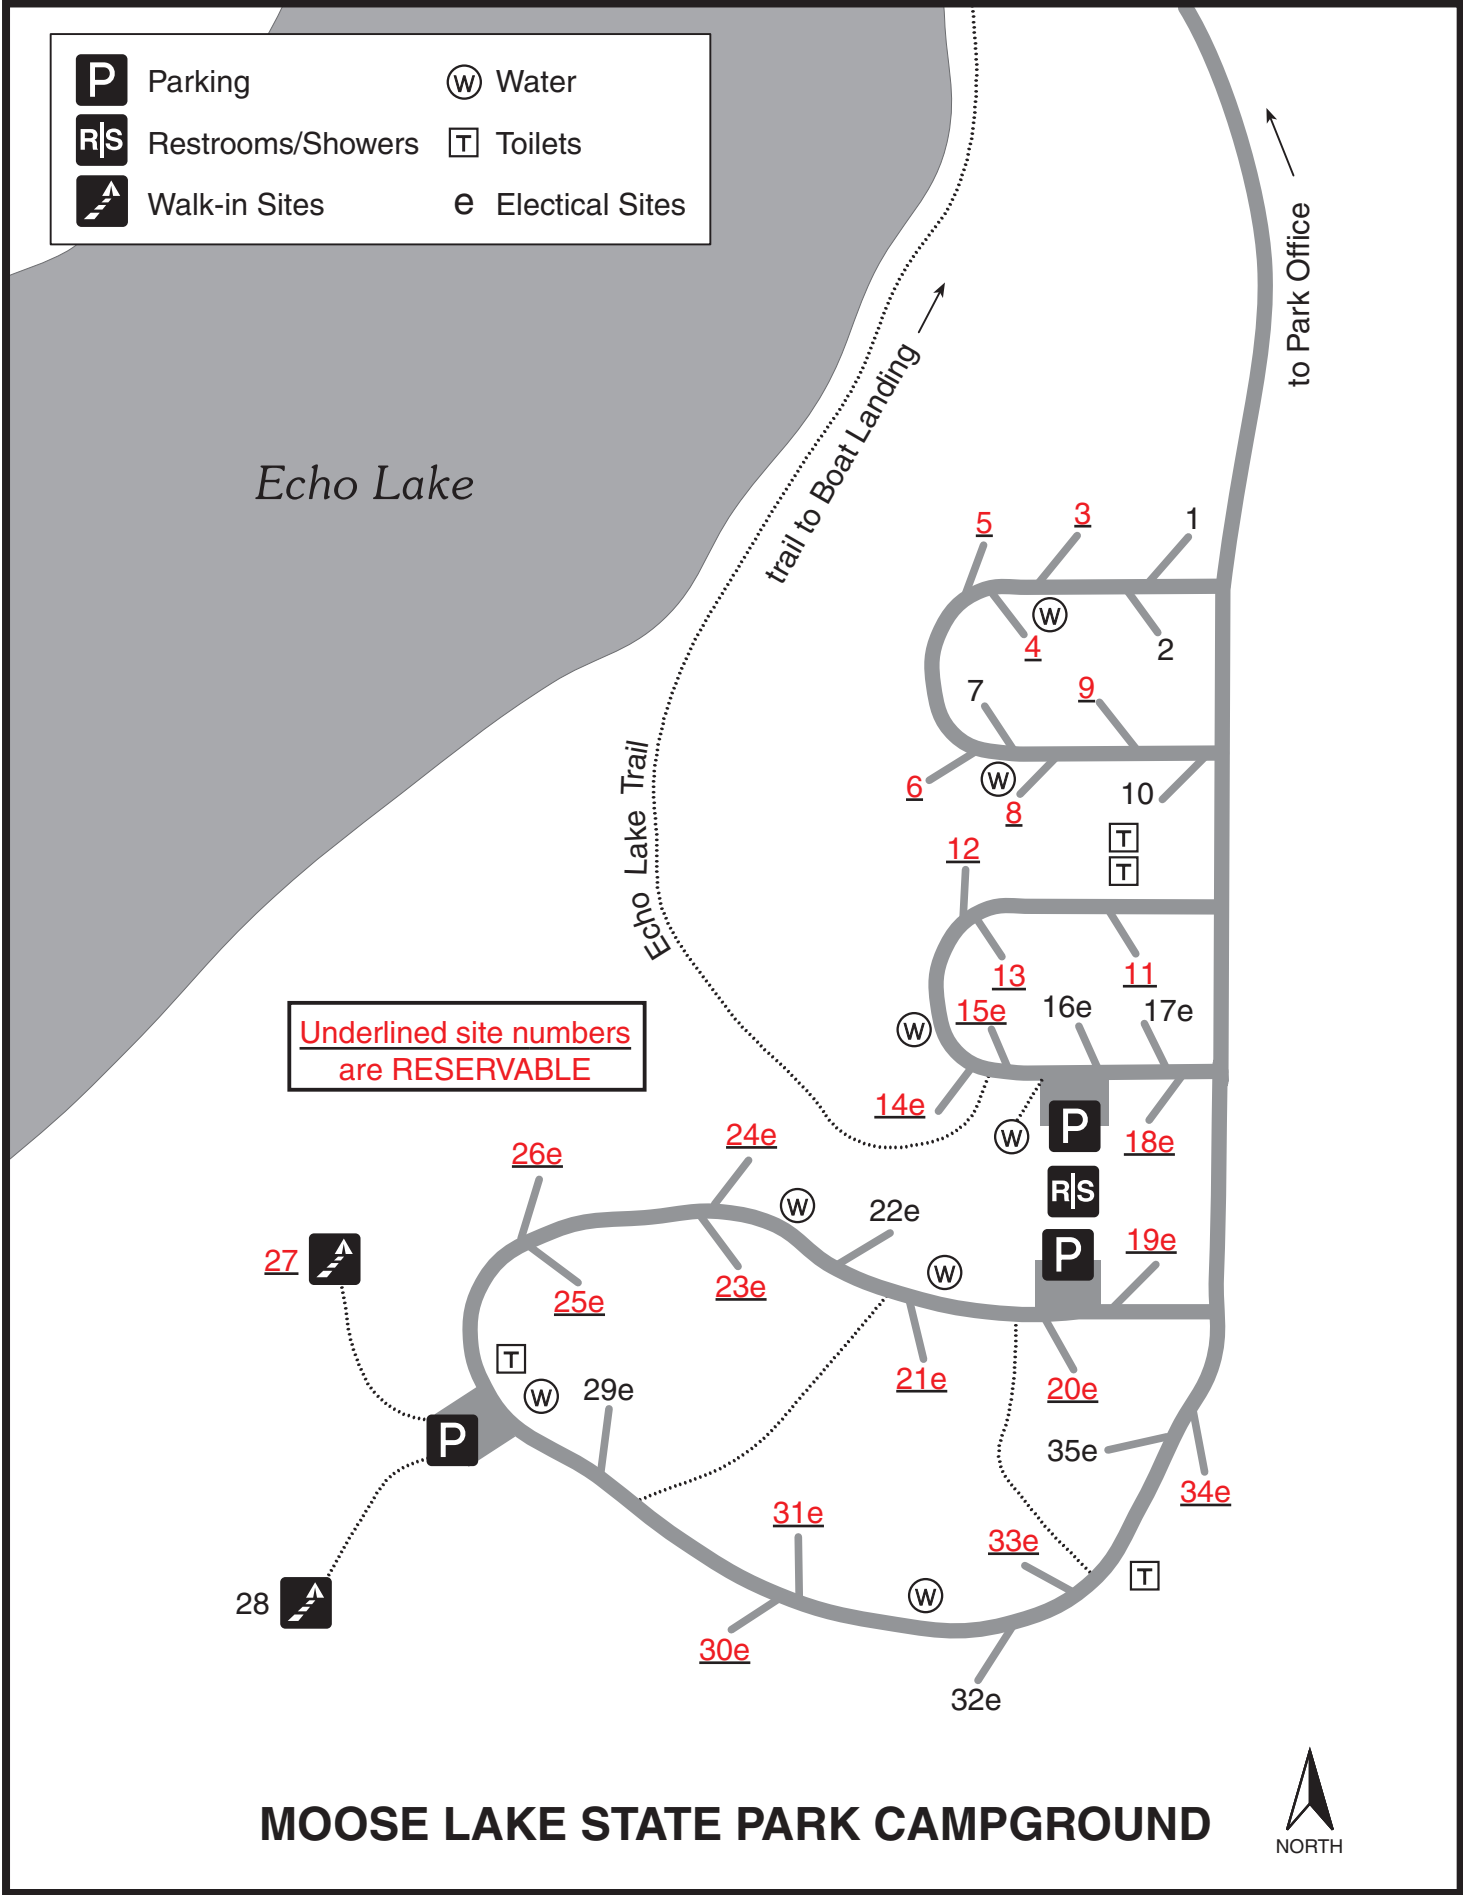 P Parking
W Water
R|S Restrooms/Showers
T Toilets
Walk-in Sites
e Electical Sites
to Park Office
trail to Boat Landing
Echo Lake
5
3
1
W
4
2
7
9
6
W
8
10
T
T
12
Echo Lake Trail
13
11
15e
16e
17e
W
Underlined site numbers
are RESERVABLE
14e
W
P
18e
24e
26e
R|S
W
22e
27
P
19e
W
25e
23e
T
W
29e
21e
20e
P
35e
34e
31e
33e
T
28
W
30e
32e
MOOSE LAKE STATE PARK CAMPGROUND
NORTH